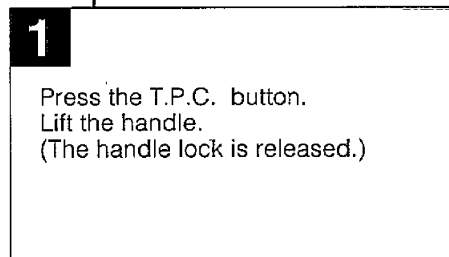 1
Press the T.P.C. button.
Lift the handle.
(The handle lock is released.)